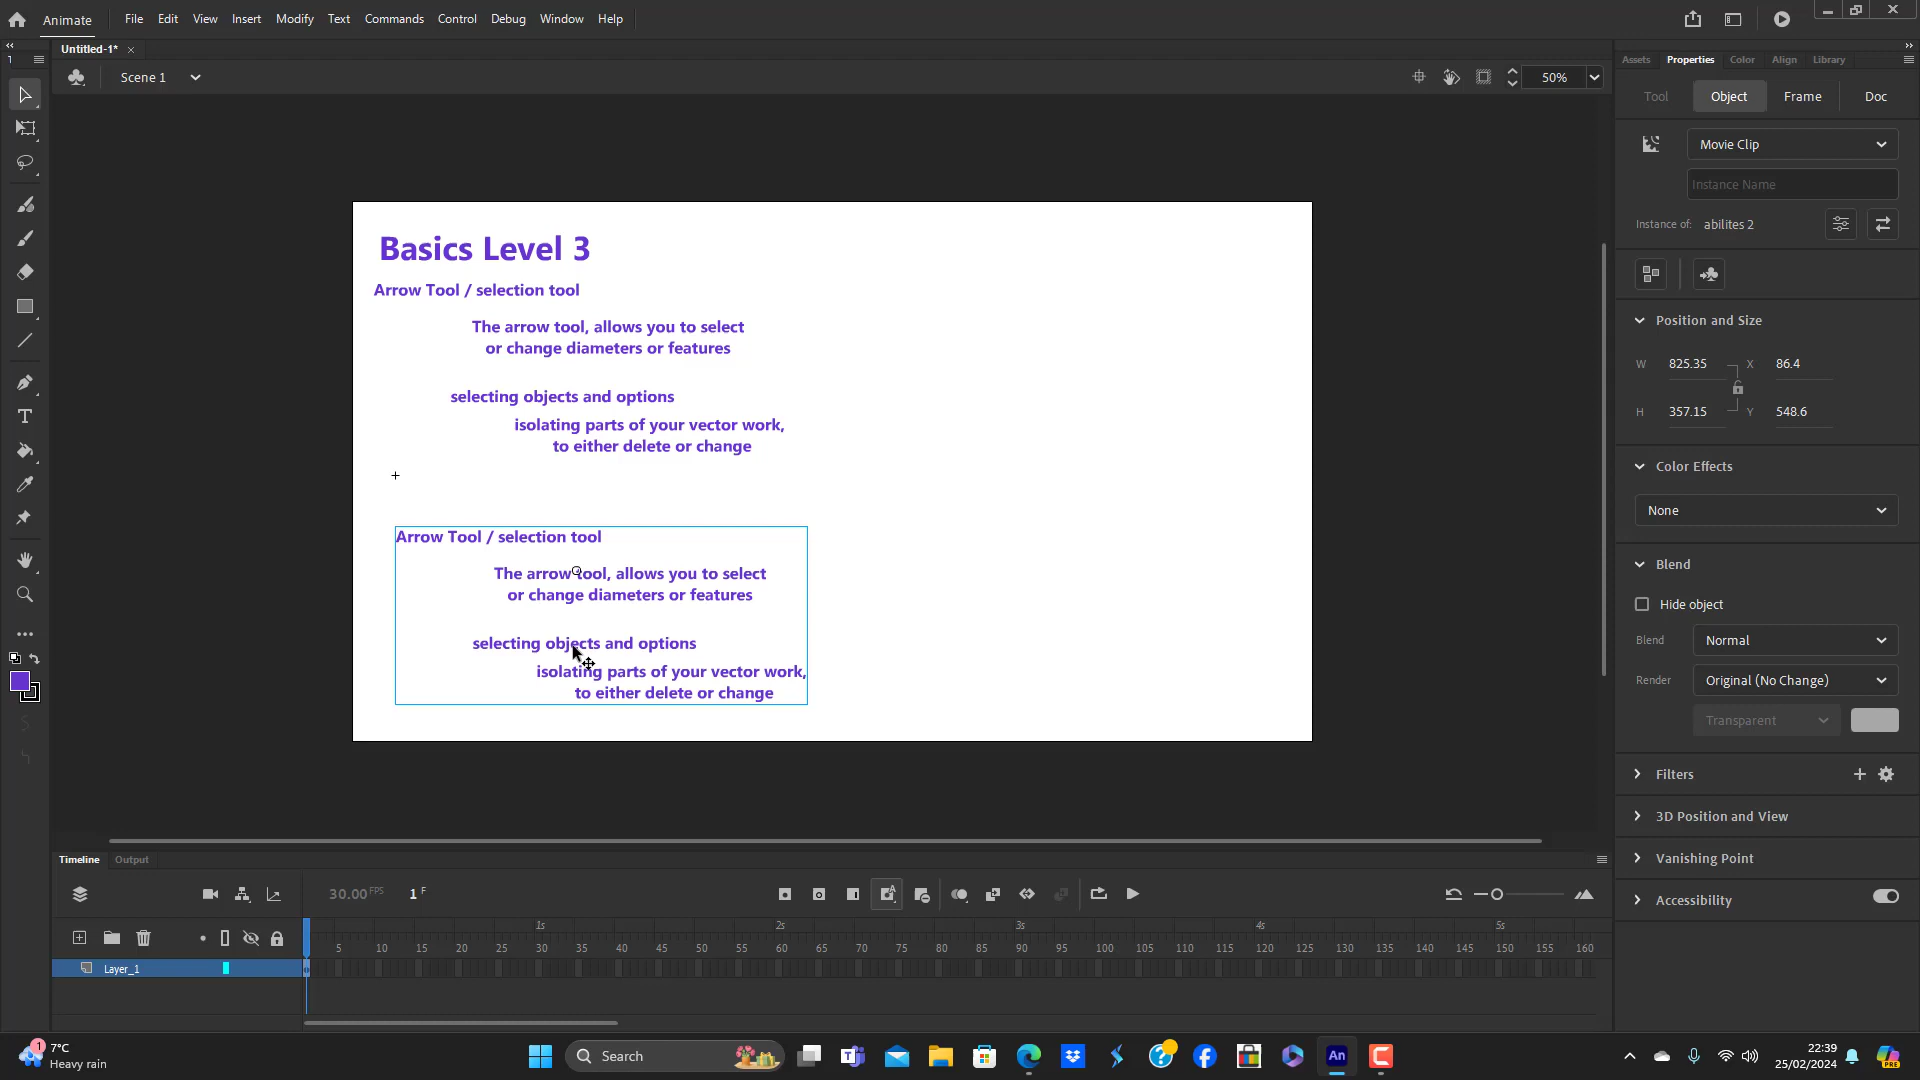 Animate
File Edit View Insert Modify Text Commands Control Debug Window Help
Untitled-1* ×
Scene 1
50%
Assets Properties Color Align Library
Tool Object Frame Doc
Movie Clip
Instance Name
Instance of: abilites 2
Position and Size
W 825.35 X 86.4
H 357.15 Y 548.6
Color Effects
None
Blend
Hide object
Blend Normal
Render Original (No Change)
Transparent
Filters
3D Position and View
Vanishing Point
Accessibility
Basics Level 3
Arrow Tool / selection tool
The arrow tool, allows you to select
or change diameters or features
selecting objects and options
isolating parts of your vector work,
to either delete or change
Arrow Tool / selection tool
The arrow tool, allows you to select
or change diameters or features
selecting objects and options
isolating parts of your vector work,
to either delete or change
Timeline Output
30.00 FPS 1 F
1s 2s 3s 4s 5s
5 10 15 20 25 30 35 40 45 50 55 60 65 70 75 80 85 90 95 100 105 110 115 120 125 130 135 140 145 150 155 160
Layer_1
1
7°C
Heavy rain
Search
An
22:39
25/02/2024
PRE